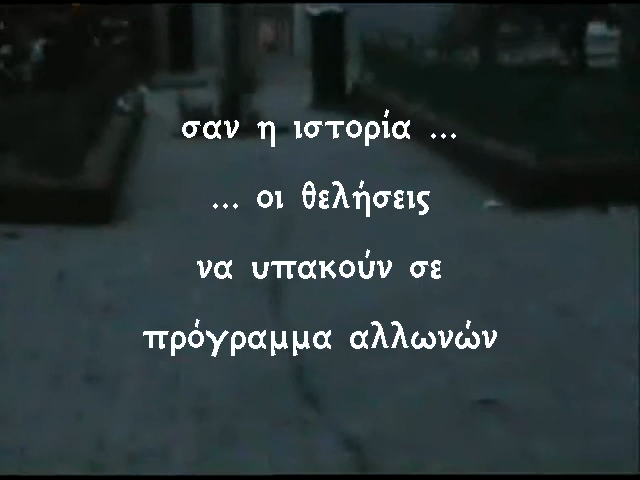 σαν η ιστορία ...
... οι θελήσεις
να υπακούν σε
πρόγραμμα αλλωνών